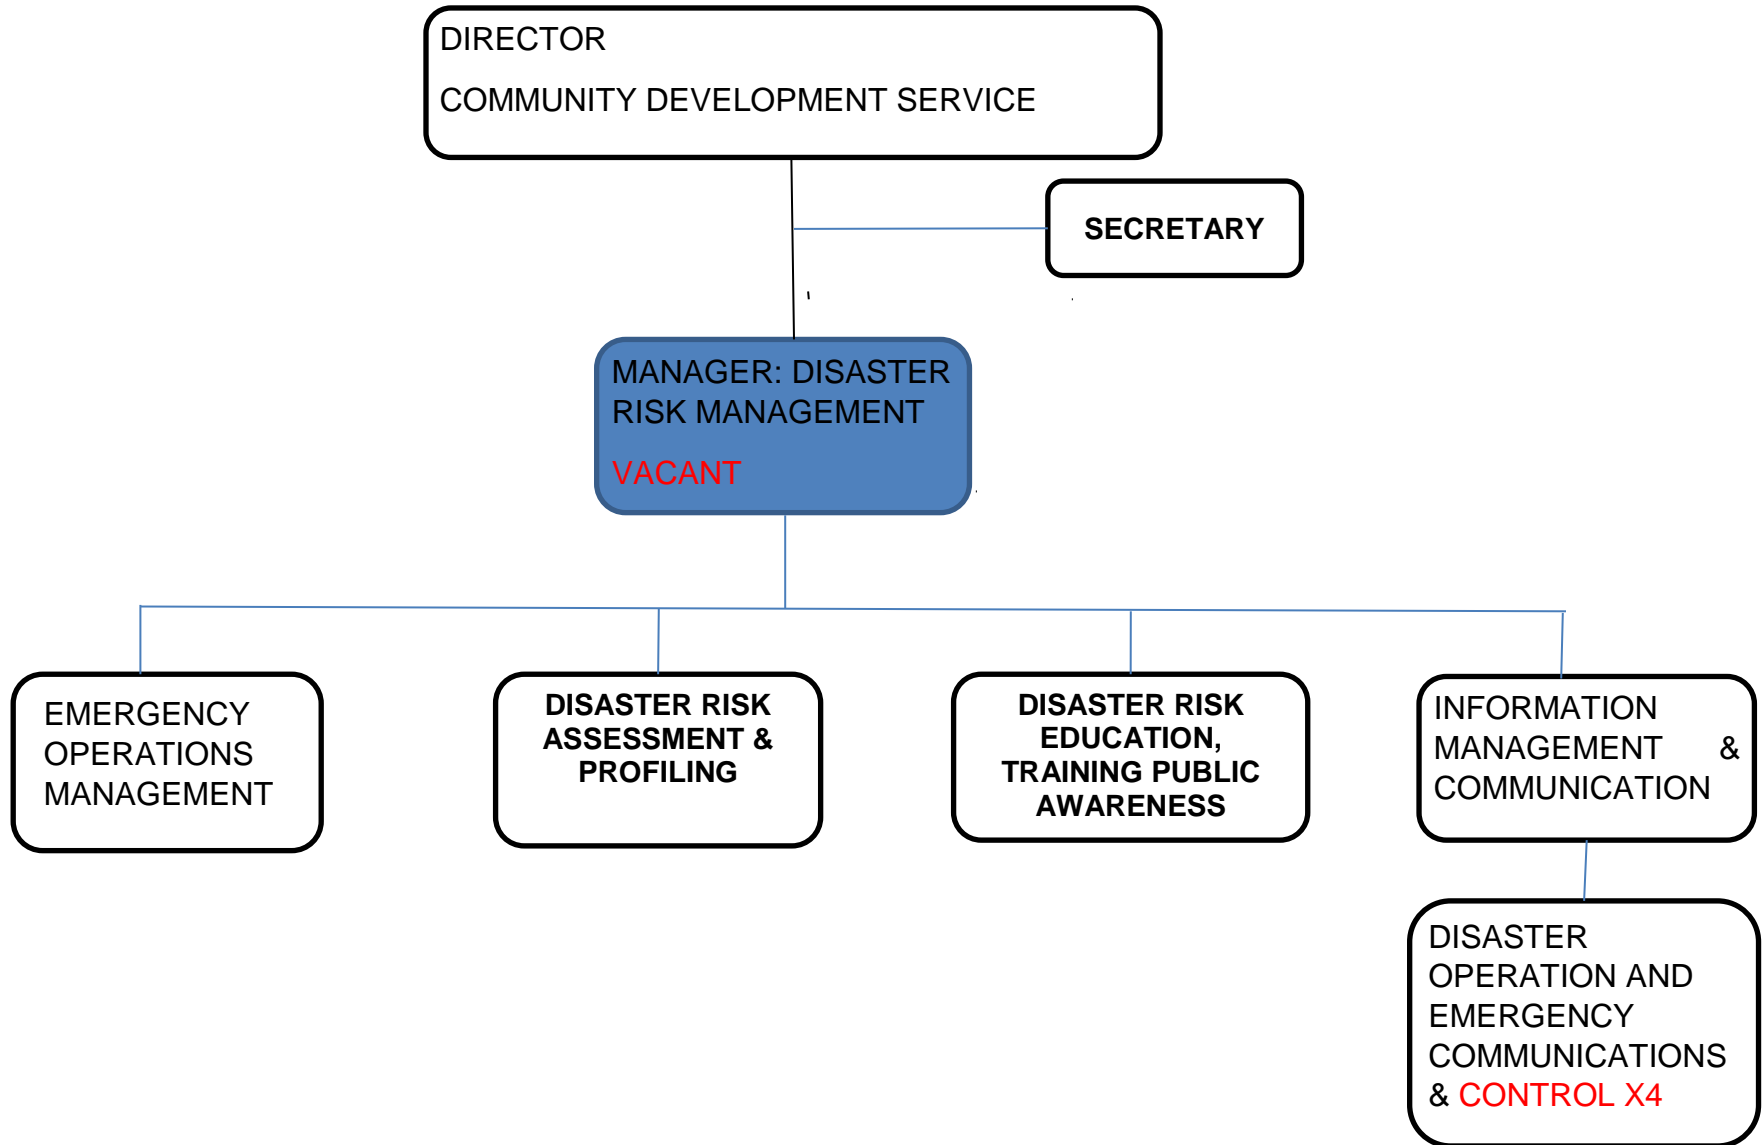 DIRECTOR
COMMUNITY DEVELOPMENT SERVICE
SECRETARY
MANAGER: DISASTER
RISK MANAGEMENT
VACANT
EMERGENCY
OPERATIONS
MANAGEMENT
DISASTER RISK
ASSESSMENT &
PROFILING
DISASTER RISK
EDUCATION,
TRAINING PUBLIC
AWARENESS
INFORMATION
MANAGEMENT &
COMMUNICATION
DISASTER
OPERATION AND
EMERGENCY
COMMUNICATIONS
& CONTROL X4